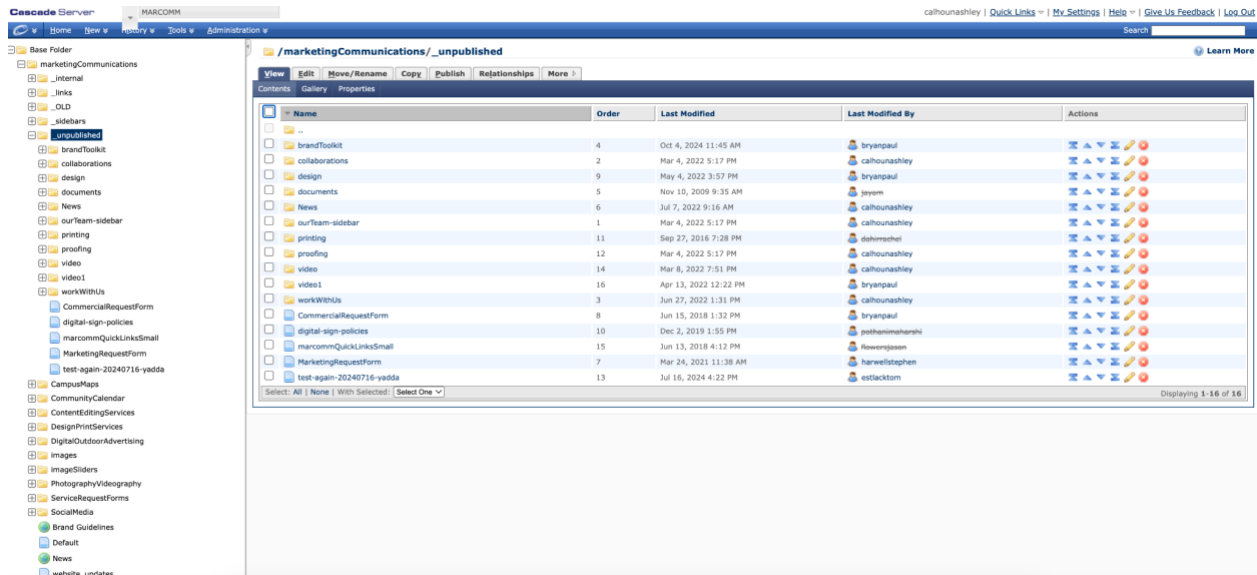 Cascade Server MARCOMM calhounashley | Quick Links | My Settings | Help | Give Us Feedback | Log Out
Home New History Tools Administration Search
Base Folder
marketingCommunications
_internal
_links
_OLD
_sidebars
_unpublished
brandToolkit
collaborations
design
documents
News
ourTeam-sidebar
printing
proofing
video
video1
workWithUs
CommercialRequestForm
digital-sign-policies
marcommQuickLinksSmall
MarketingRequestForm
test-again-20240716-yadda
CampusMaps
CommunityCalendar
ContentEditingServices
DesignPrintServices
DigitalOutdoorAdvertising
images
imageSliders
PhotographyVideography
ServiceRequestForms
SocialMedia
Brand Guidelines
Default
News
website_updates
/marketingCommunications/_unpublished Learn More
View Edit Move/Rename Copy Publish Relationships More
Contents Gallery Properties
Name Order Last Modified Last Modified By Actions
..
brandToolkit 4 Oct 4, 2024 11:45 AM bryanpaul
collaborations 2 Mar 4, 2022 5:17 PM calhounashley
design 9 May 4, 2022 3:57 PM bryanpaul
documents 5 Nov 10, 2009 9:35 AM jayam
News 6 Jul 7, 2022 9:16 AM calhounashley
ourTeam-sidebar 1 Mar 4, 2022 5:17 PM calhounashley
printing 11 Sep 27, 2016 7:28 PM
proofing 12 Mar 4, 2022 5:17 PM calhounashley
video 14 Mar 8, 2022 7:51 PM calhounashley
video1 16 Apr 13, 2022 12:22 PM bryanpaul
workWithUs 3 Jun 27, 2022 1:31 PM calhounashley
CommercialRequestForm 8 Jun 15, 2018 1:32 PM bryanpaul
digital-sign-policies 10 Dec 2, 2019 1:55 PM pothanimaharshi
marcommQuickLinksSmall 15 Jun 13, 2018 4:12 PM flowersjason
MarketingRequestForm 7 Mar 24, 2021 11:38 AM harwellstephen
test-again-20240716-yadda 13 Jul 16, 2024 4:22 PM estlacktom
Select: All | None | With Selected: Select One Displaying 1-16 of 16